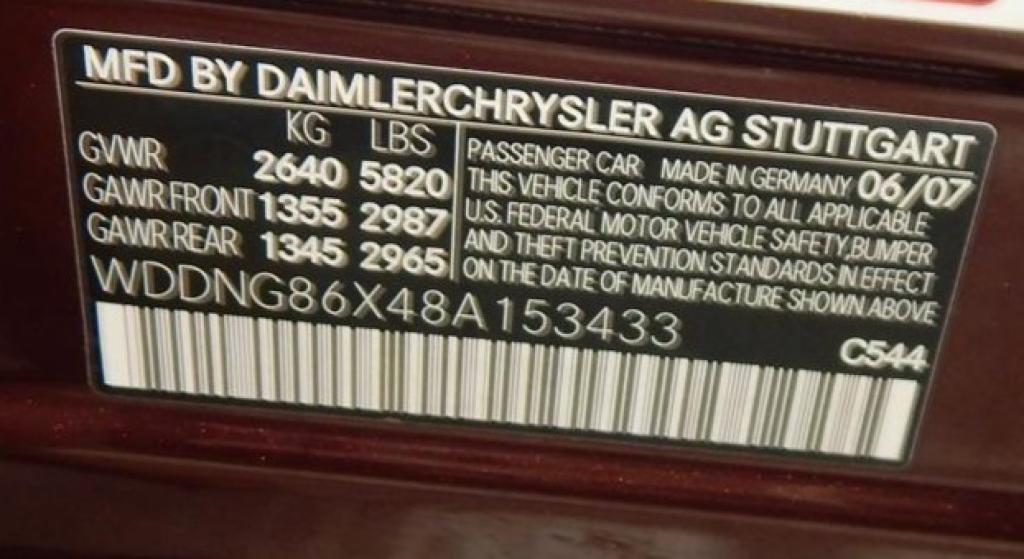 MFD BY DAIMLERCHRYSLER AG STUTTGART
KG LBS
GVWR 2640 5820
GAWR FRONT 1355 2987
GAWR REAR 1345 2965
PASSENGER CAR MADE IN GERMANY 06/07
THIS VEHICLE CONFORMS TO ALL APPLICABLE
U.S. FEDERAL MOTOR VEHICLE SAFETY,BUMPER
AND THEFT PREVENTION STANDARDS IN EFFECT
ON THE DATE OF MANUFACTURE SHOWN ABOVE
WDDNG86X48A153433
C544